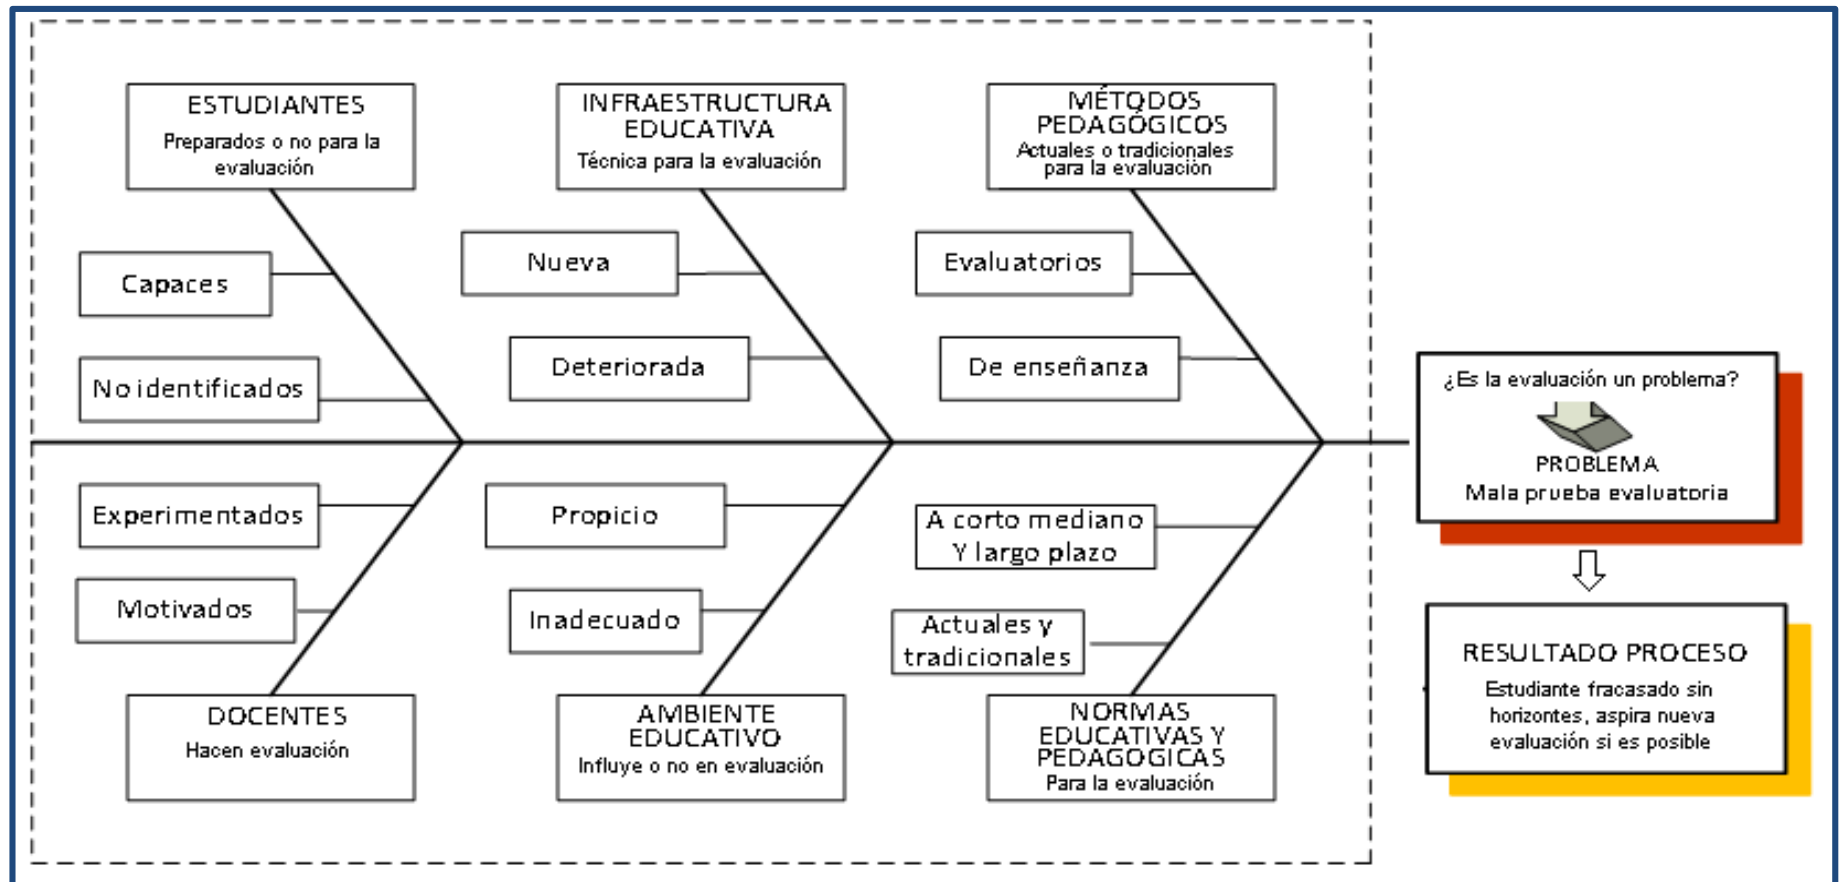 ESTUDIANTES
Preparados o no para la
evaluación
INFRAESTRUCTURA
EDUCATIVA
Técnica para la evaluación
MÉTODOS
PEDAGÓGICOS
Actuales o tradicionales
para la evaluación
Capaces
No identificados
Nueva
Deteriorada
Evaluatorios
De enseñanza
¿Es la evaluación un problema?
PROBLEMA
Mala prueba evaluatoria
Experimentados
Motivados
Propicio
Inadecuado
A corto mediano
Y largo plazo
Actuales y
tradicionales
DOCENTES
Hacen evaluación
AMBIENTE
EDUCATIVO
Influye o no en evaluación
NORMAS
EDUCATIVAS Y
PEDAGOGICAS
Para la evaluación
RESULTADO PROCESO
Estudiante fracasado sin
horizontes, aspira nueva
evaluación si es posible